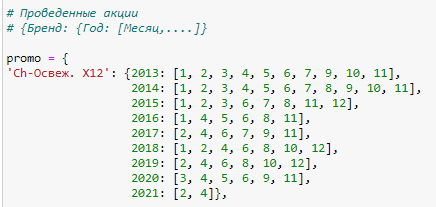 # Проведенные акции
# {Бренд: {Год: [Месяц,....]}
promo = {
'Ch-Освеж. X12': {2013: [1, 2, 3, 4, 5, 6, 7, 9, 10, 11],
2014: [1, 2, 3, 4, 5, 6, 7, 8, 9, 10, 11],
2015: [1, 2, 3, 6, 7, 8, 11, 12],
2016: [1, 4, 5, 6, 8, 11],
2017: [2, 4, 6, 7, 9, 11],
2018: [1, 2, 4, 6, 8, 10, 12],
2019: [2, 4, 6, 8, 10, 12],
2020: [3, 4, 5, 6, 9, 11],
2021: [2, 4]},